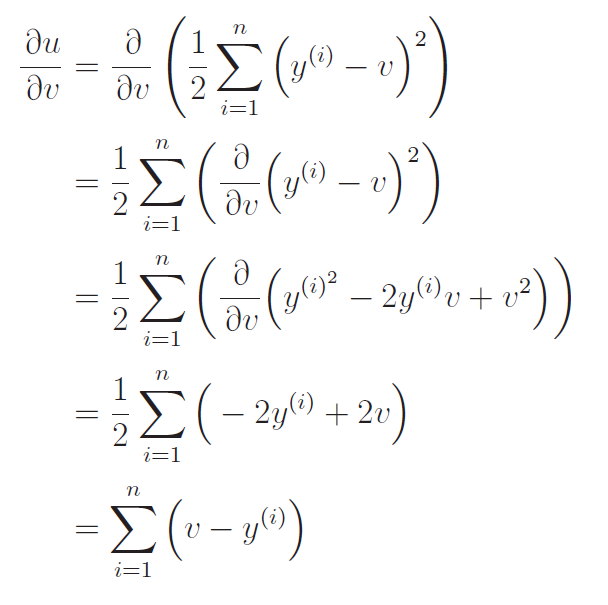 ∂u/∂v = ∂/∂v ( 1/2 ∑_{i=1}^{n} ( y^{(i)} − v )^2 )
= 1/2 ∑_{i=1}^{n} ( ∂/∂v ( y^{(i)} − v )^2 )
= 1/2 ∑_{i=1}^{n} ( ∂/∂v ( y^{(i)^2} − 2y^{(i)}v + v^2 ) )
= 1/2 ∑_{i=1}^{n} ( − 2y^{(i)} + 2v )
= ∑_{i=1}^{n} ( v − y^{(i)} )